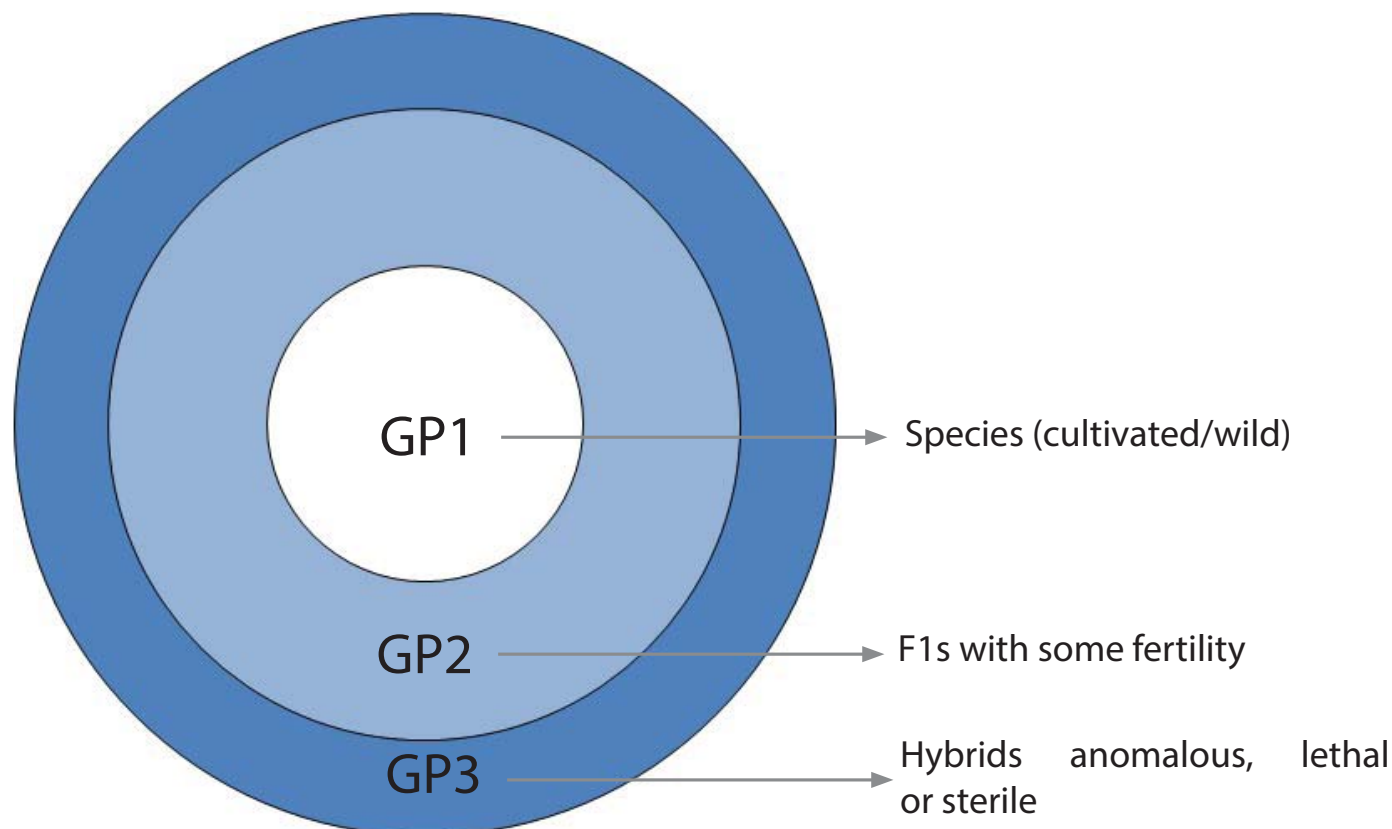 GP1
Species (cultivated/wild)
GP2
F1s with some fertility
GP3
Hybrids anomalous, lethal
or sterile